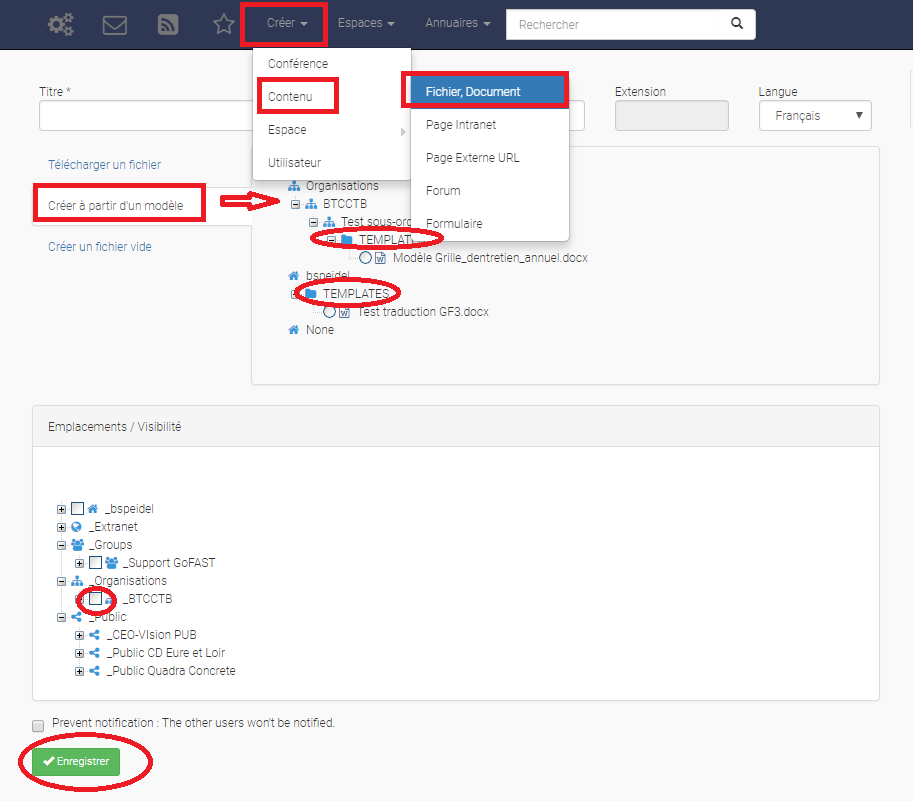 Créer Espaces Annuaires Rechercher
Conférence
Contenu
Espace
Utilisateur
Fichier, Document
Page Intranet
Page Externe URL
Forum
Formulaire
Titre * Extension Langue
Français
Télécharger un fichier
Créer à partir d'un modèle
Créer un fichier vide
Organisations
BTCCTB
Test sous-orc
TEMPLAT
Modèle Grille_dentretien_annuel.docx
bspeidel
TEMPLATES
Test traduction GF3.docx
None
Emplacements / Visibilité
_bspeidel
_Extranet
_Groups
_Support GoFAST
_Organisations
_BTCCTB
_Public
_CEO-VIsion PUB
_Public CD Eure et Loir
_Public Quadra Concrete
Prevent notification : The other users won't be notified.
Enregistrer